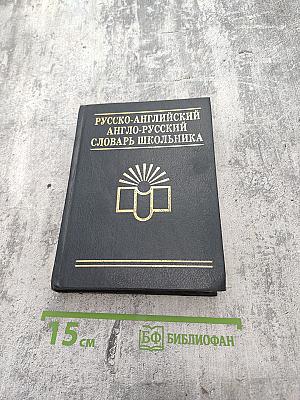 РУССКО-АНГЛИЙСКИЙ
АНГЛО-РУССКИЙ
СЛОВАРЬ ШКОЛЬНИКА
15 см
БФ БИБЛИОФАН